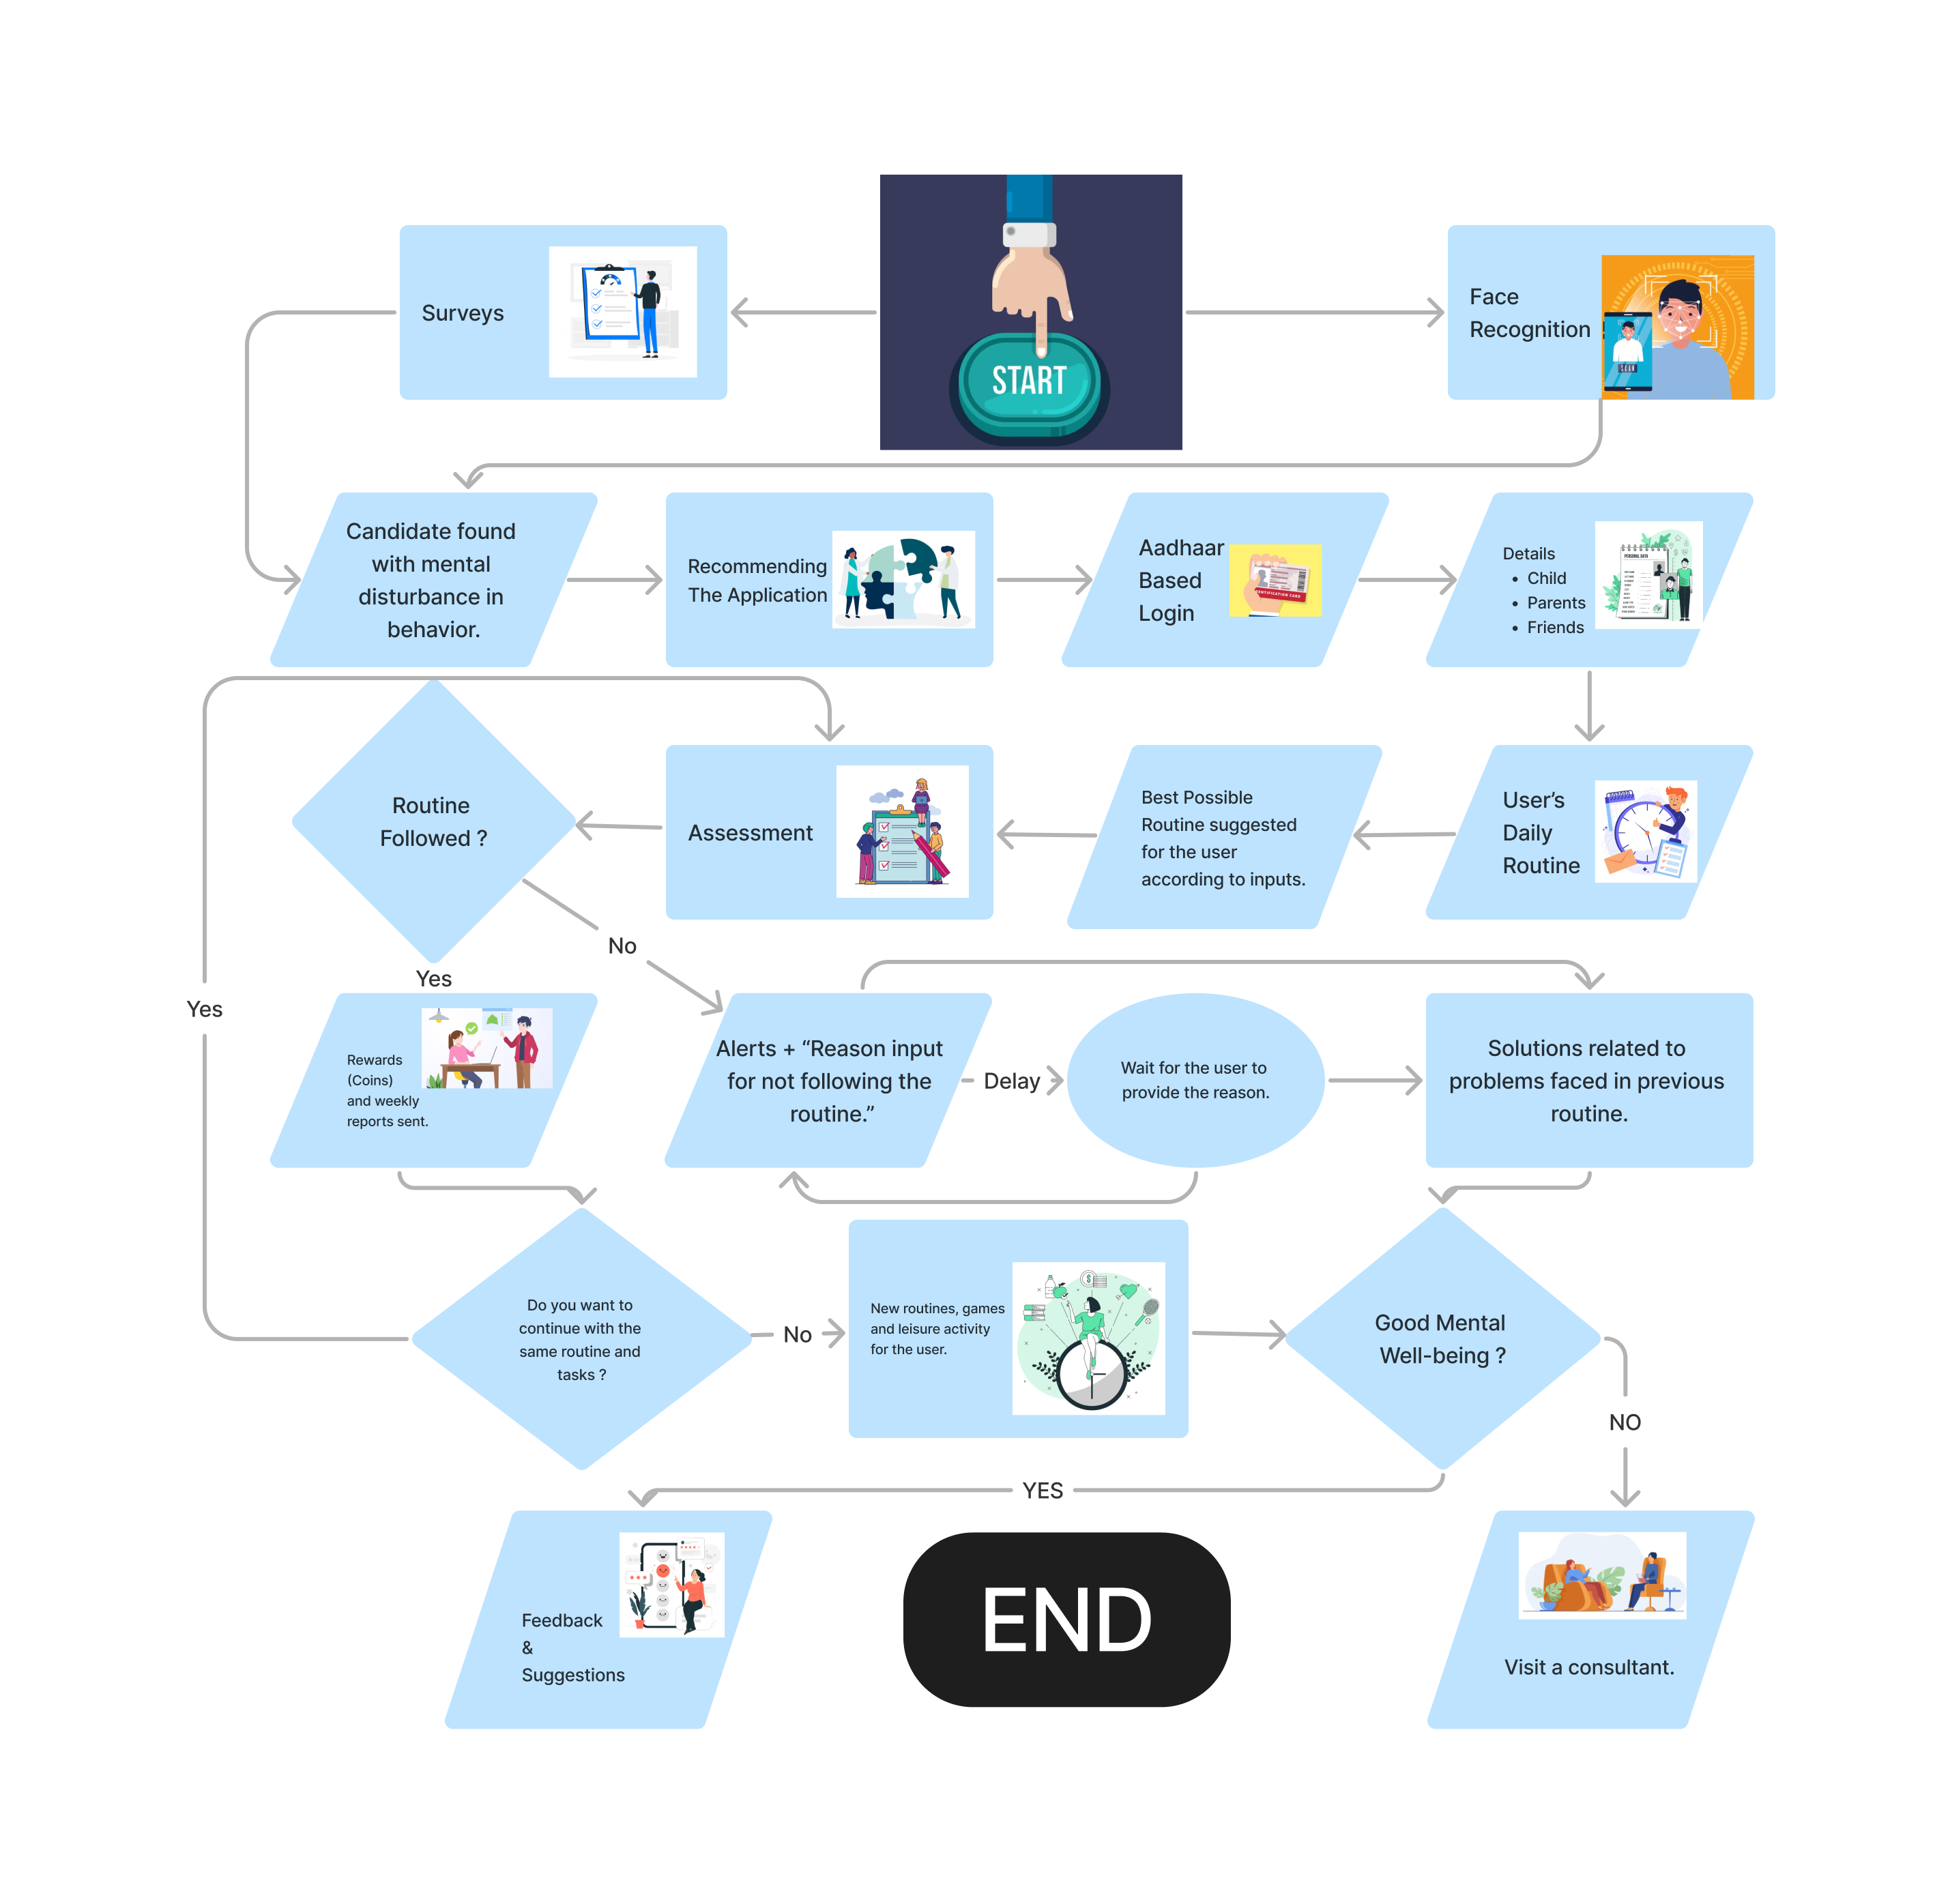 START
Surveys
Face
Recognition
SCAN
Candidate found
with mental
disturbance in
behavior.
Recommending
The Application
Aadhaar
Based
Login
Details
• Child
• Parents
• Friends
PERSONAL DATA
Routine
Followed ?
Assessment
Best Possible
Routine suggested
for the user
according to inputs.
User’s
Daily
Routine
No
Yes
Yes
Rewards
(Coins)
and weekly
reports sent.
Alerts + “Reason input
for not following the
routine.”
Delay
Wait for the user to
provide the reason.
Solutions related to
problems faced in previous
routine.
Do you want to
continue with the
same routine and
tasks ?
No
New routines, games
and leisure activity
for the user.
Good Mental
Well-being ?
NO
YES
Feedback
&
Suggestions
END
Visit a consultant.